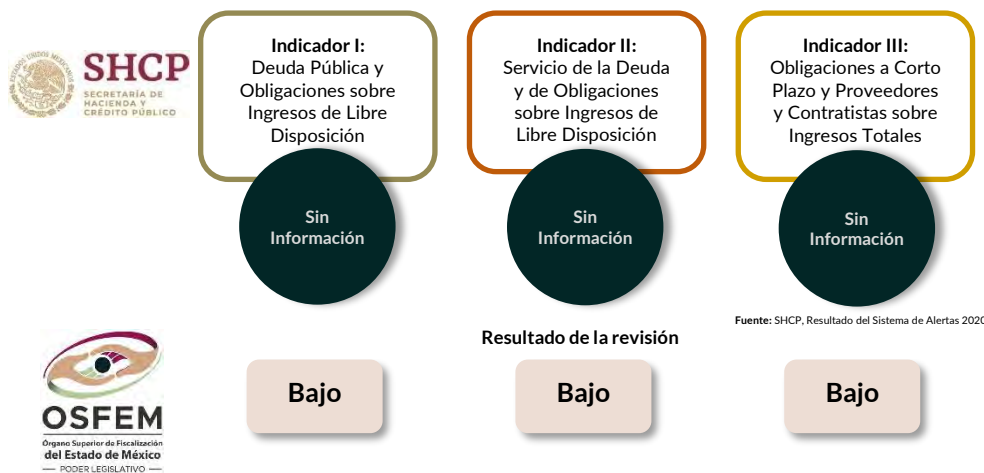 SHCP
SECRETARÍA DE
HACIENDA Y
CRÉDITO PÚBLICO
Indicador I:
Deuda Pública y
Obligaciones sobre
Ingresos de Libre
Disposición
Sin
Información
Indicador II:
Servicio de la Deuda
y de Obligaciones
sobre Ingresos de
Libre Disposición
Sin
Información
Indicador III:
Obligaciones a Corto
Plazo y Proveedores
y Contratistas sobre
Ingresos Totales
Sin
Información
Fuente: SHCP, Resultado del Sistema de Alertas 2020
Resultado de la revisión
OSFEM
Órgano Superior de Fiscalización
del Estado de México
PODER LEGISLATIVO
Bajo
Bajo
Bajo